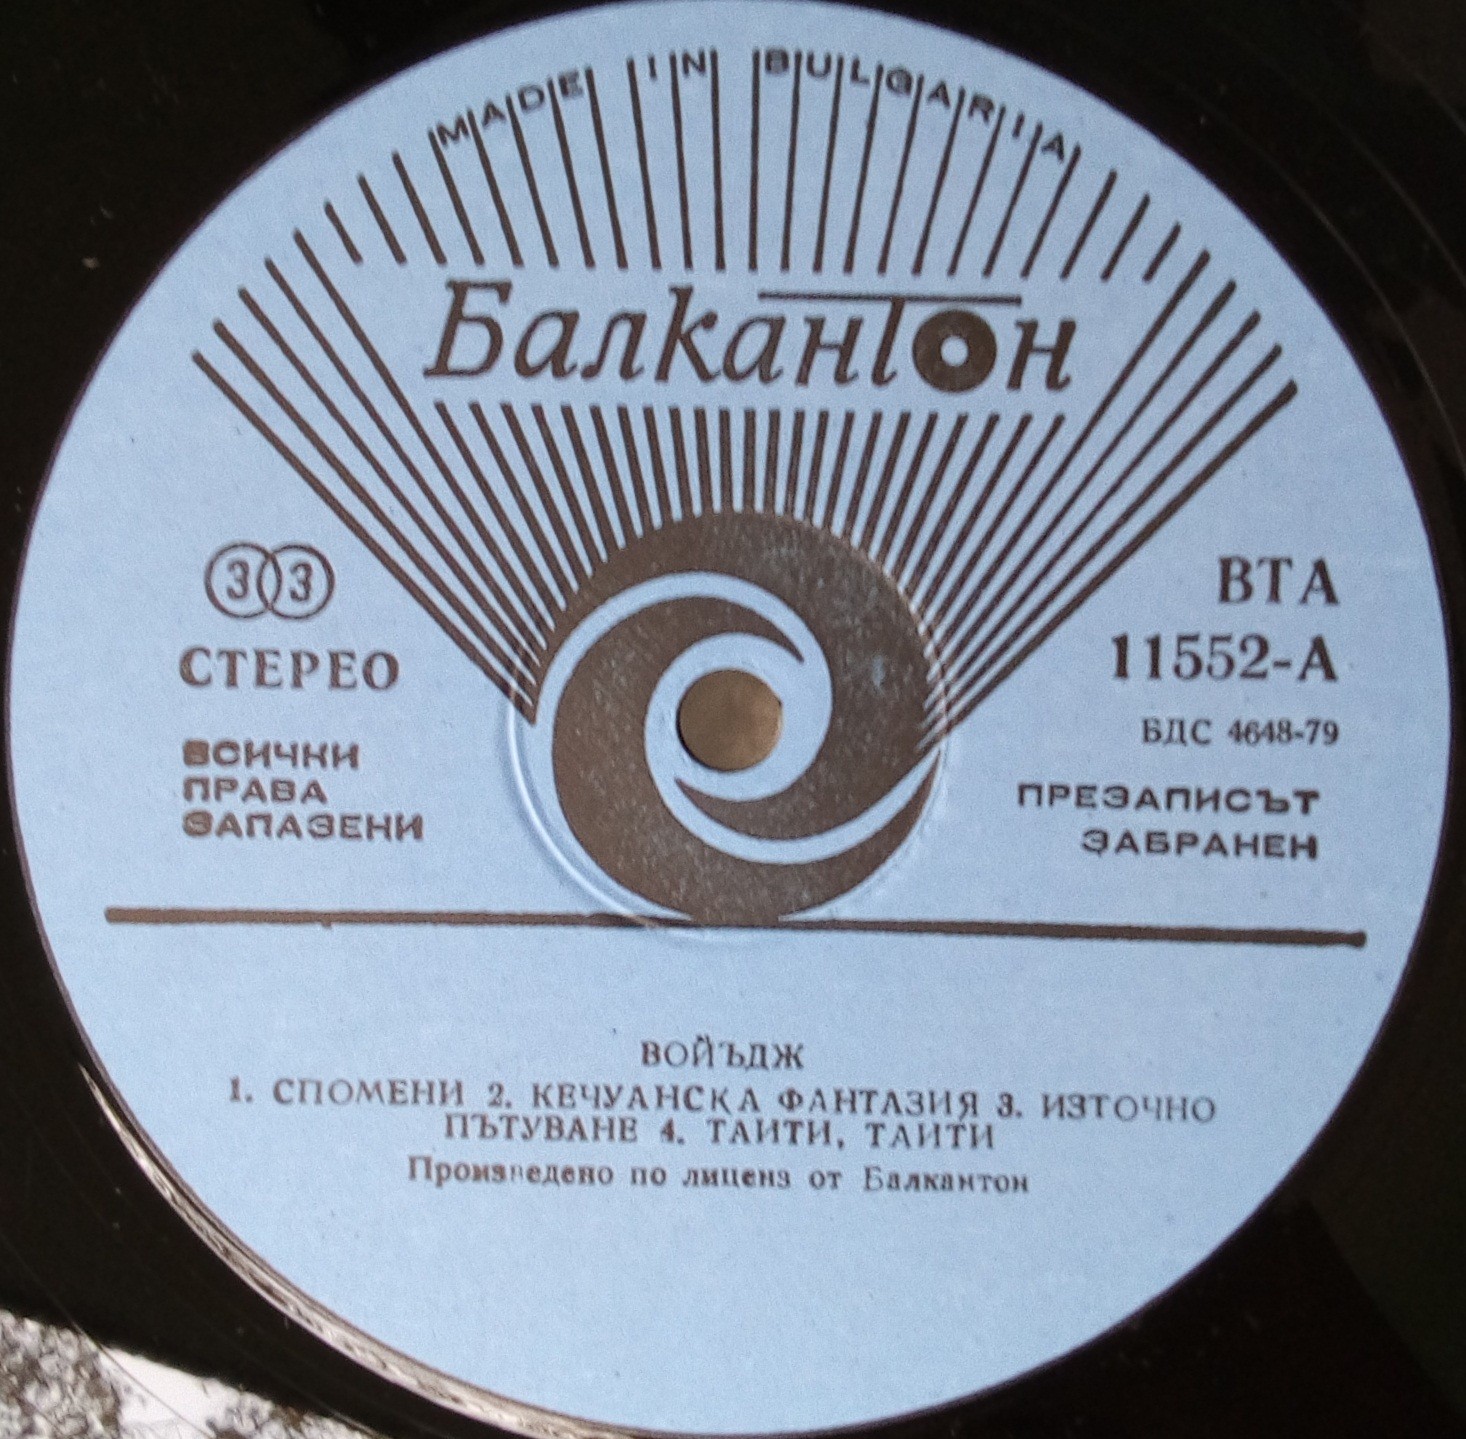 MADE IN BULGARIA
Балкантон
33
СТЕРЕО
ВСИЧКИ
ПРАВА
ЗАПАЗЕНИ
ВТА
11552-А
БДС 4648-79
ПРЕЗАПИСЪТ
ЗАБРАНЕН
ВОЙЪДЖ
1. СПОМЕНИ 2. КЕЧУАНСКА ФАНТАЗИЯ 3. ИЗТОЧНО
ПЪТУВАНЕ 4. ТАИТИ, ТАИТИ
Произведено по лиценз от Балкантон